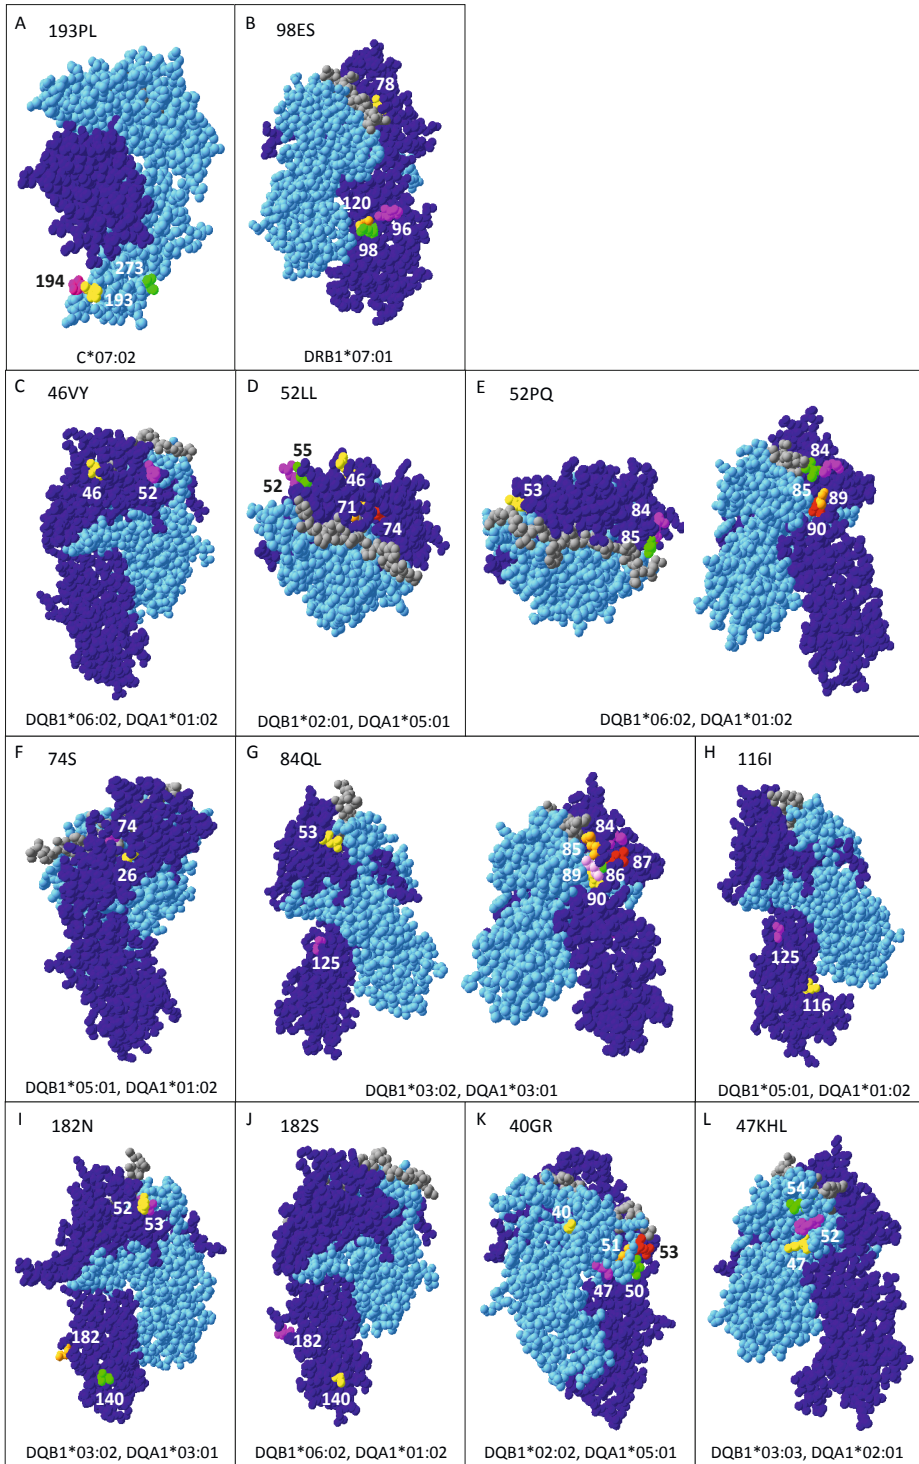 A 193PL
194
273
193
C*07:02
B 98ES
78
120
96
98
DRB1*07:01
C 46VY
46
52
DQB1*06:02, DQA1*01:02
D 52LL
55
52
46
71
74
DQB1*02:01, DQA1*05:01
E 52PQ
53
84
85
84
85
89
90
DQB1*06:02, DQA1*01:02
F 74S
74
26
DQB1*05:01, DQA1*01:02
G 84QL
53
125
84
85
87
89
86
90
DQB1*03:02, DQA1*03:01
H 116I
125
116
DQB1*05:01, DQA1*01:02
I 182N
52
53
182
140
DQB1*03:02, DQA1*03:01
J 182S
182
140
DQB1*06:02, DQA1*01:02
K 40GR
40
51
53
47
50
DQB1*02:02, DQA1*05:01
L 47KHL
54
52
47
DQB1*03:03, DQA1*02:01